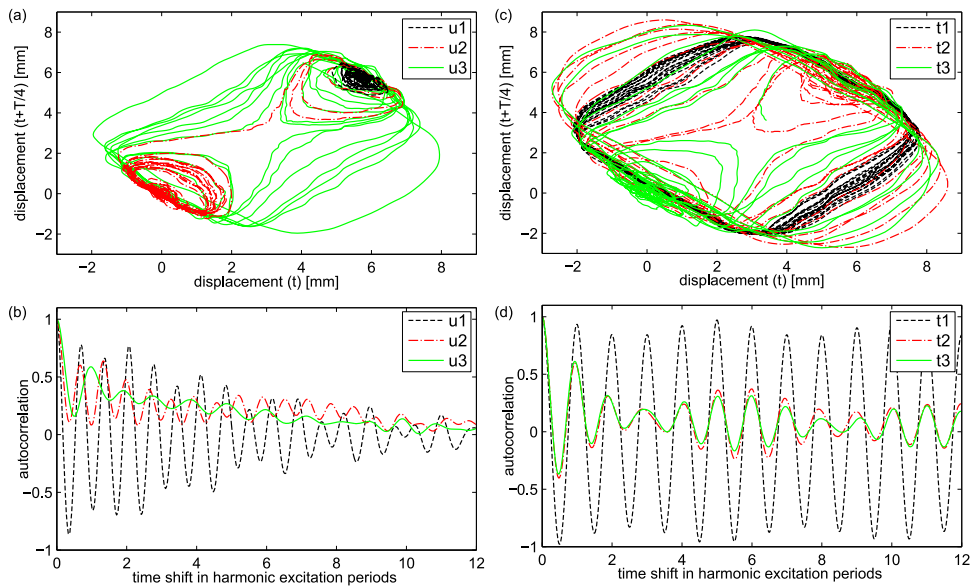 (a)
displacement (t+T/4) [mm]
8
6
4
2
0
−2
−2 0 2 4 6 8
displacement (t) [mm]
u1
u2
u3
(c)
displacement (t+T/4) [mm]
8
6
4
2
0
−2
−2 0 2 4 6 8
displacement (t) [mm]
t1
t2
t3
(b)
autocorrelation
1
0.5
0
−0.5
−1
0 2 4 6 8 10 12
time shift in harmonic excitation periods
u1
u2
u3
(d)
autocorrelation
1
0.5
0
−0.5
−1
0 2 4 6 8 10 12
time shift in harmonic excitation periods
t1
t2
t3